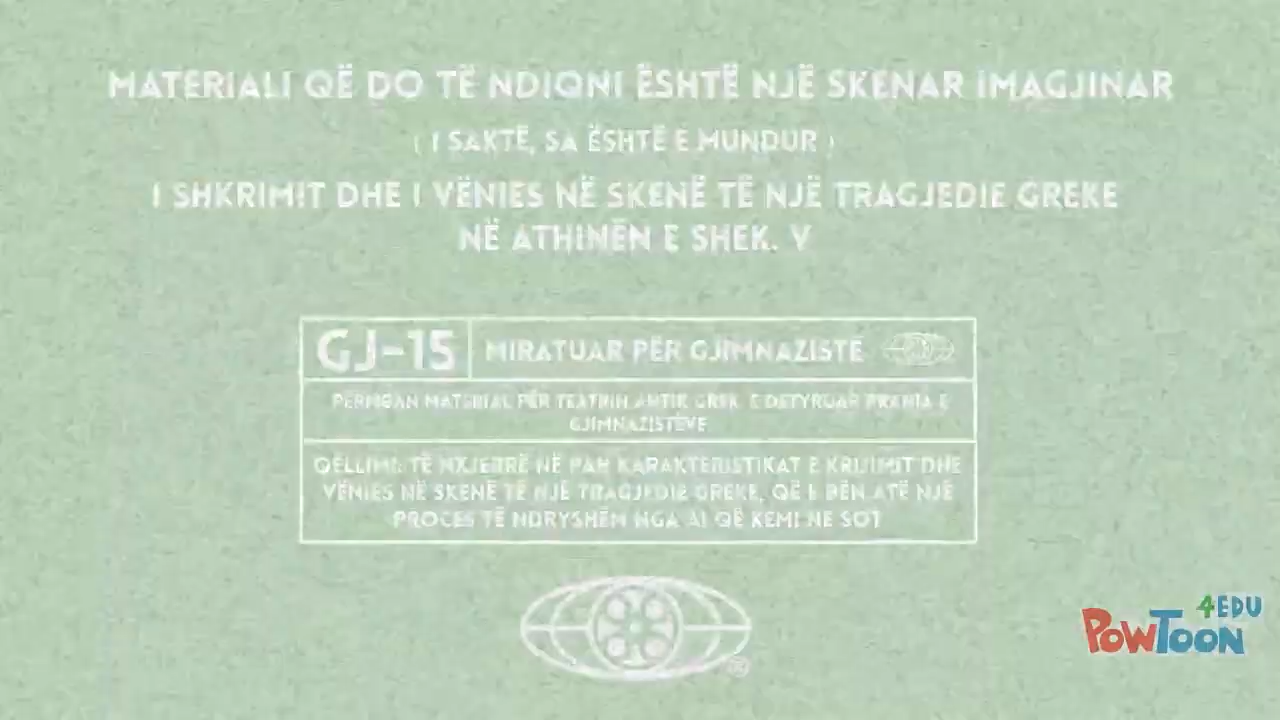 MATERIALI QË DO TË NDIQNI ËSHTË NJË SKENAR IMAGJINAR
( I SAKTË, SA ËSHTË E MUNDUR )
I SHKRIMIT DHE I VËNIES NË SKENË TË NJË TRAGJEDIE GREKE
NË ATHINËN E SHEK. V
GJ-15
MIRATUAR PËR GJIMNAZISTË
PËRMBAN MATERIAL PËR TEATRIN ANTIK GREK. E DETYRUAR PRANIA E
GJIMNAZISTËVE
QËLLIMI: TË NXJERRË NË PAH KARAKTERISTIKAT E KRIJIMIT DHE
VËNIES NË SKENË TË NJË TRAGJEDIE GREKE, QË E BËN ATË NJË
PROCES TË NDRYSHËM NGA AI QË KEMI NE SOT
®
4EDU
POWTOON